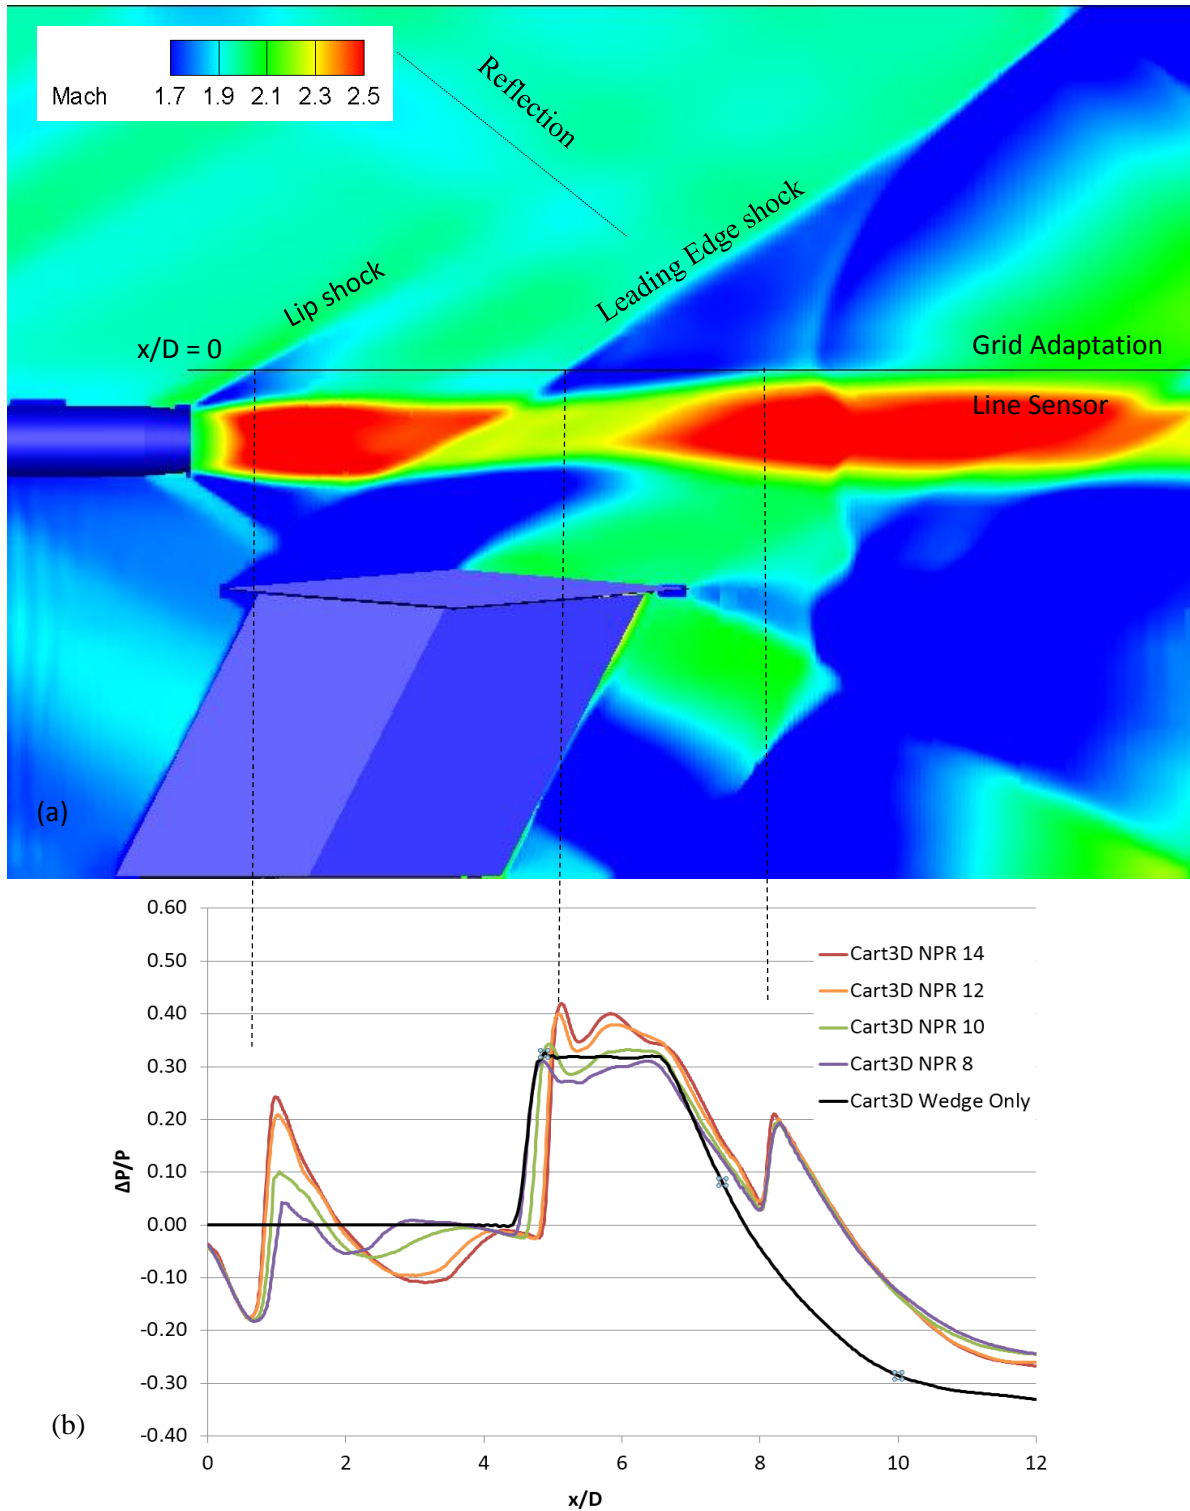 Mach 1.7 1.9 2.1 2.3 2.5
Reflection
Leading Edge shock
Lip shock
x/D = 0
Grid Adaptation
Line Sensor
(a)
0.60
0.50
0.40
0.30
0.20
0.10
0.00
-0.10
-0.20
-0.30
-0.40
ΔP/P
Cart3D NPR 14
Cart3D NPR 12
Cart3D NPR 10
Cart3D NPR 8
Cart3D Wedge Only
(b)
0 2 4 6 8 10 12
x/D